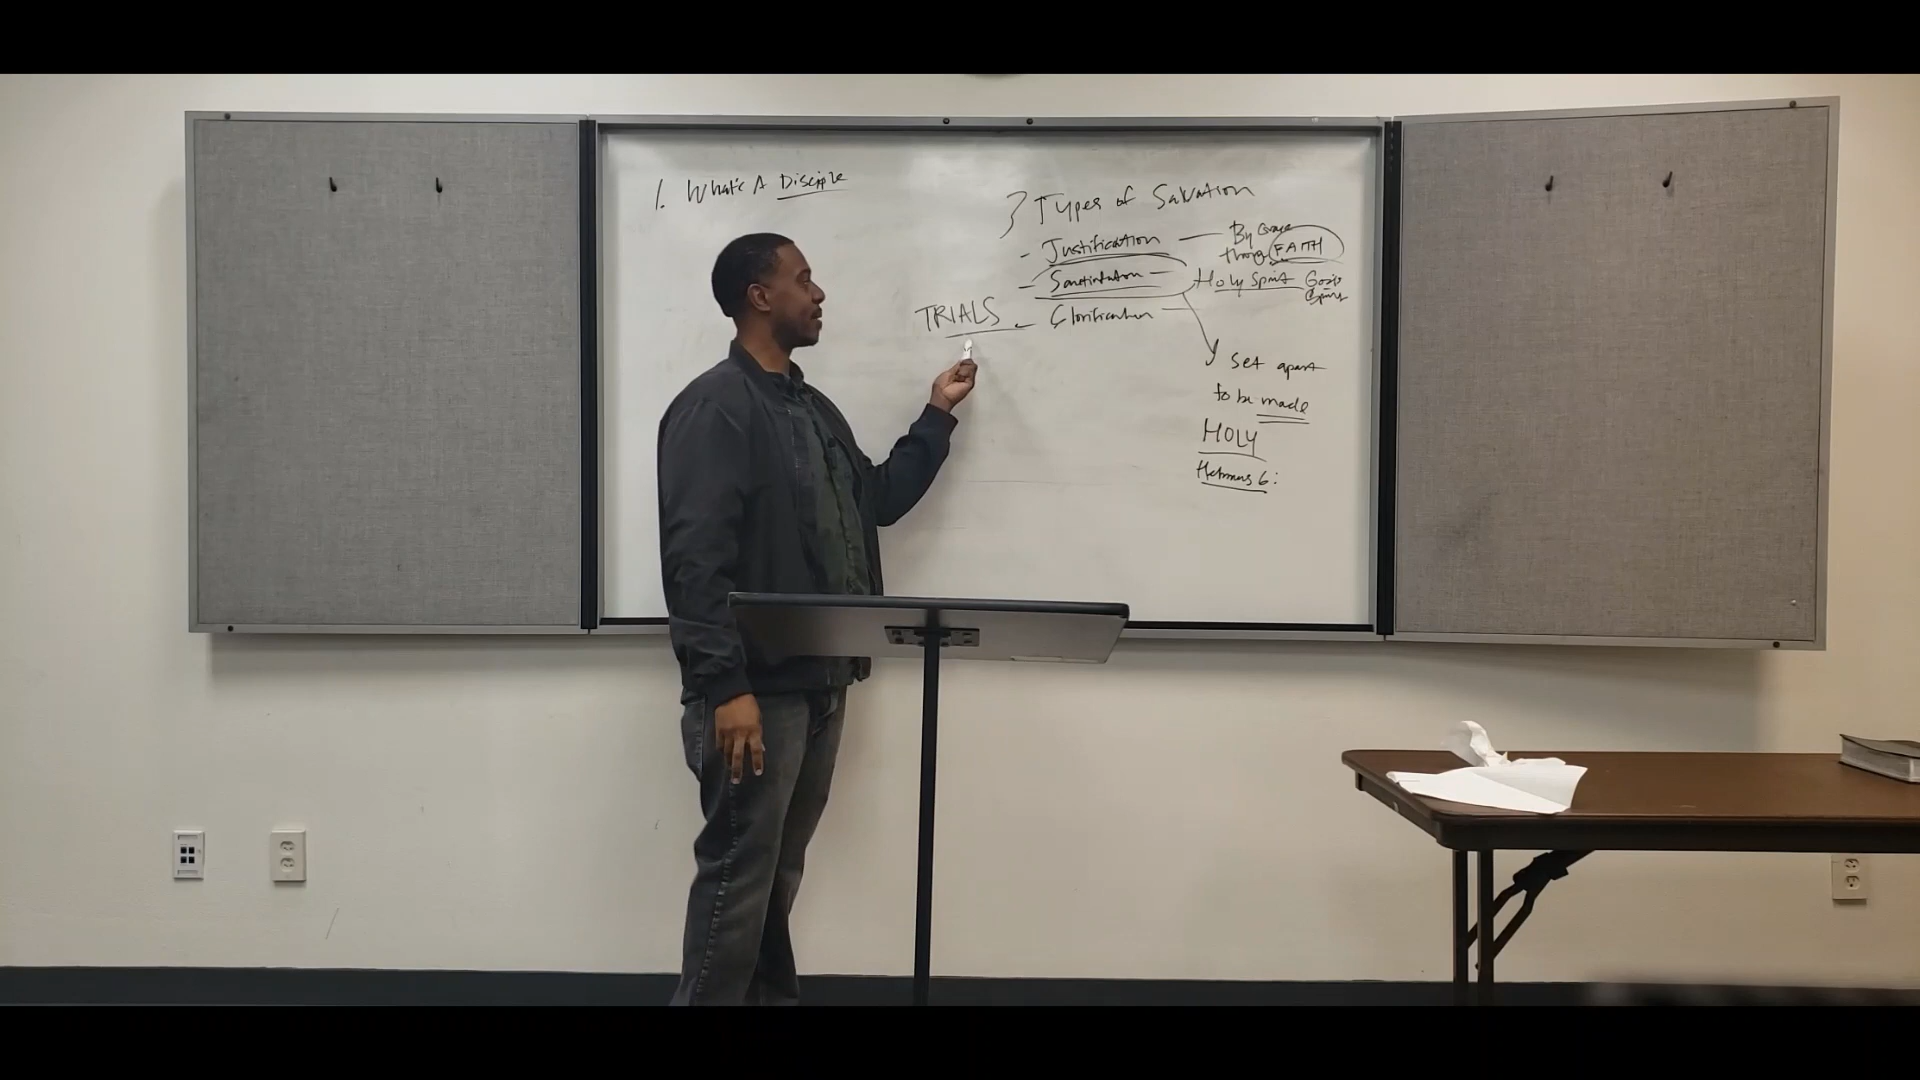 1. What's A Disciple
3 Types of Salvation
- Justification — By Grace
through FAITH
- Sanctification — Holy Spirit
TRIALS
- Glorification —
set apart
to be made
HOLY
Hebrews 6: